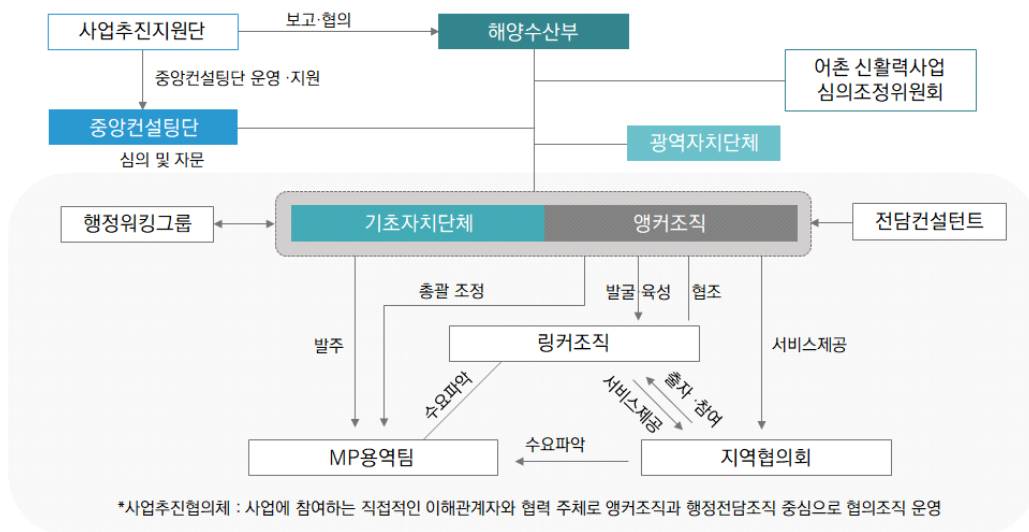 사업추진지원단
보고·협의
해양수산부
중앙컨설팅단 운영 ·지원
어촌 신활력사업
심의조정위원회
중앙컨설팅단
심의 및 자문
광역자치단체
행정워킹그룹
기초자치단체
앵커조직
전담컨설턴트
총괄 조정
발굴 육성
협조
발주
링커조직
서비스제공
수요파악
서비스제공
출자 ·참여
MP용역팀
수요파악
지역협의회
*사업추진협의체 : 사업에 참여하는 직접적인 이해관계자와 협력 주체로 앵커조직과 행정전담조직 중심으로 협의조직 운영